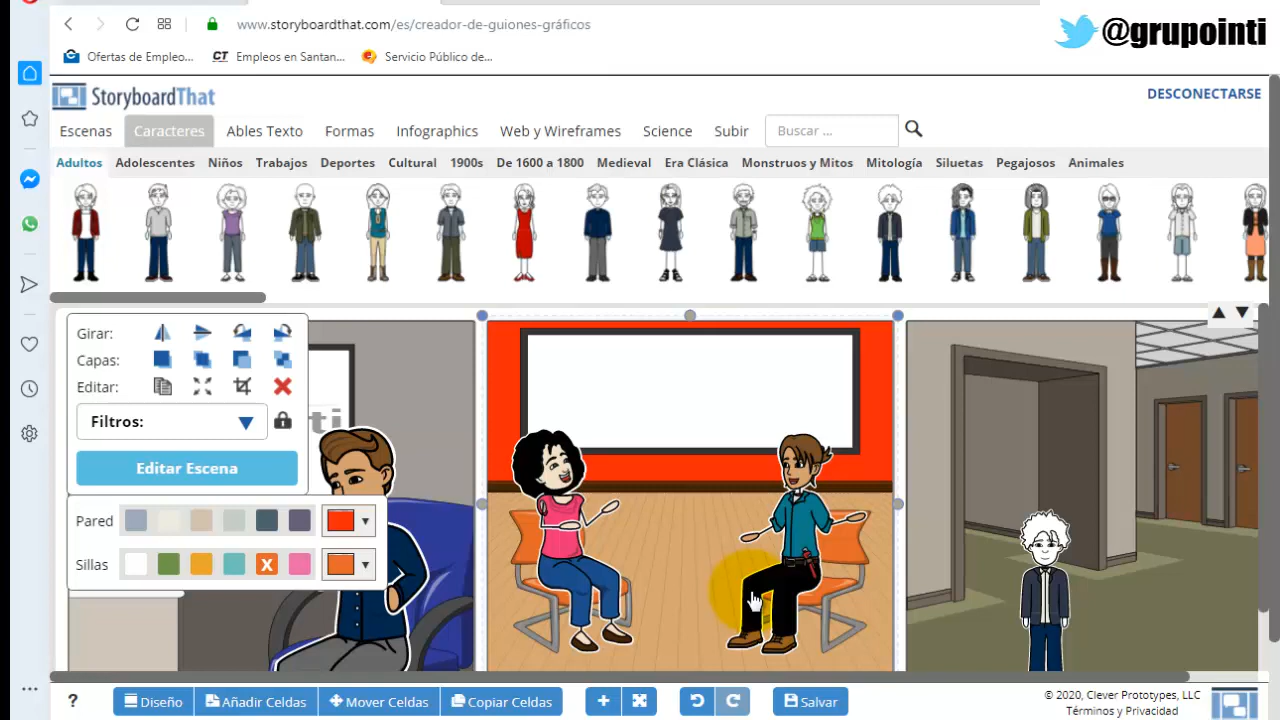 www.storyboardthat.com/es/creador-de-guiones-gráficos
@grupointi
Ofertas de Empleo...
CT Empleos en Santan...
Servicio Público de...
StoryboardThat
DESCONECTARSE
Escenas Caracteres Ables Texto Formas Infographics Web y Wireframes Science Subir Buscar ...
Adultos Adolescentes Niños Trabajos Deportes Cultural 1900s De 1600 a 1800 Medieval Era Clásica Monstruos y Mitos Mitología Siluetas Pegajosos Animales
Girar:
Capas:
Editar:
Filtros:
ti
Editar Escena
Pared
Sillas X
? Diseño Añadir Celdas Mover Celdas Copiar Celdas Salvar
© 2020, Clever Prototypes, LLC
Términos y Privacidad